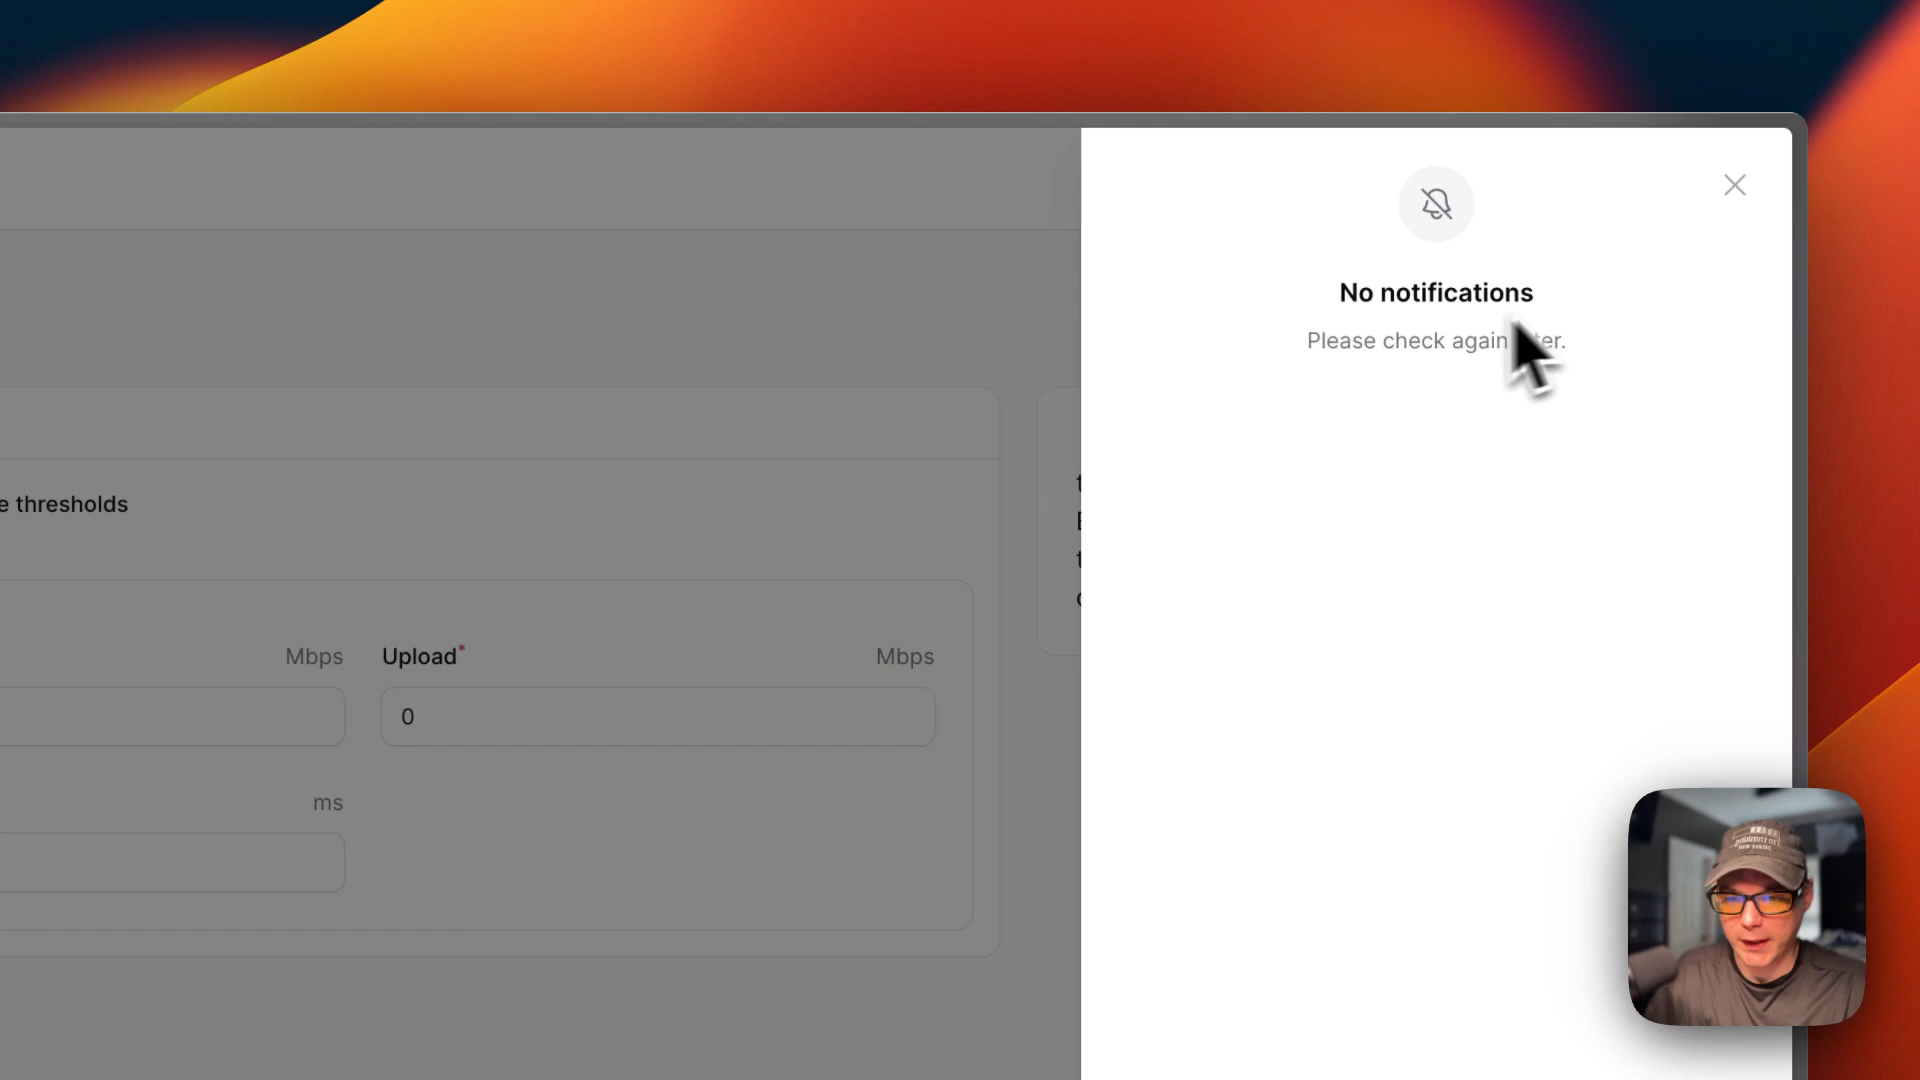 No notifications
Please check again
e thresholds
Mbps
Upload*
Mbps
0
ms